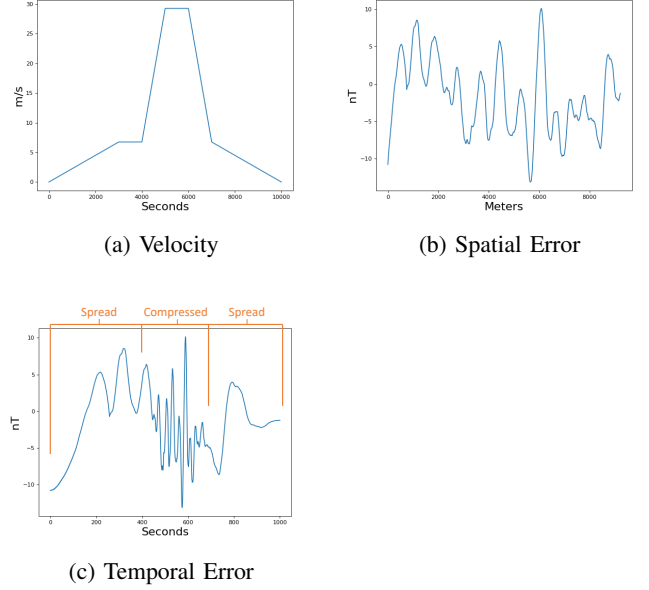 30
25
20
15
10
5
0
m/s
0 2000 4000 6000 8000 10000
Seconds
(a) Velocity
10
5
0
−5
−10
nT
0 2000 4000 6000 8000
Meters
(b) Spatial Error
Spread Compressed Spread
10
5
0
−5
−10
nT
0 200 400 600 800 1000
Seconds
(c) Temporal Error